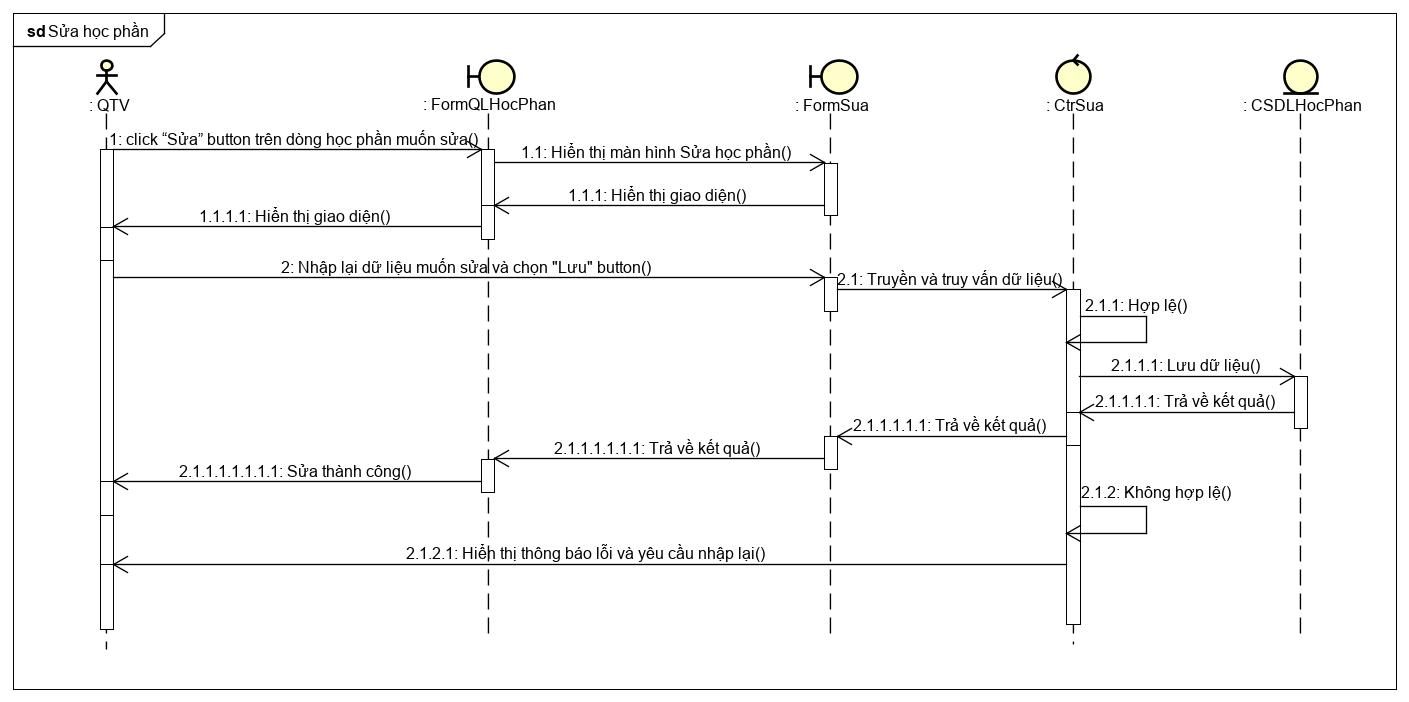 sd Sửa học phần
: QTV
: FormQLHocPhan
: FormSua
: CtrSua
: CSDLHocPhan
1: click “Sửa” button trên dòng học phần muốn sửa()
1.1: Hiển thị màn hình Sửa học phần()
1.1.1: Hiển thị giao diện()
1.1.1.1: Hiển thị giao diện()
2: Nhập lại dữ liệu muốn sửa và chọn "Lưu" button()
2.1: Truyền và truy vấn dữ liệu()
2.1.1: Hợp lệ()
2.1.1.1: Lưu dữ liệu()
2.1.1.1.1: Trả về kết quả()
2.1.1.1.1.1: Trả về kết quả()
2.1.1.1.1.1.1: Trả về kết quả()
2.1.1.1.1.1.1.1: Sửa thành công()
2.1.2: Không hợp lệ()
2.1.2.1: Hiển thị thông báo lỗi và yêu cầu nhập lại()